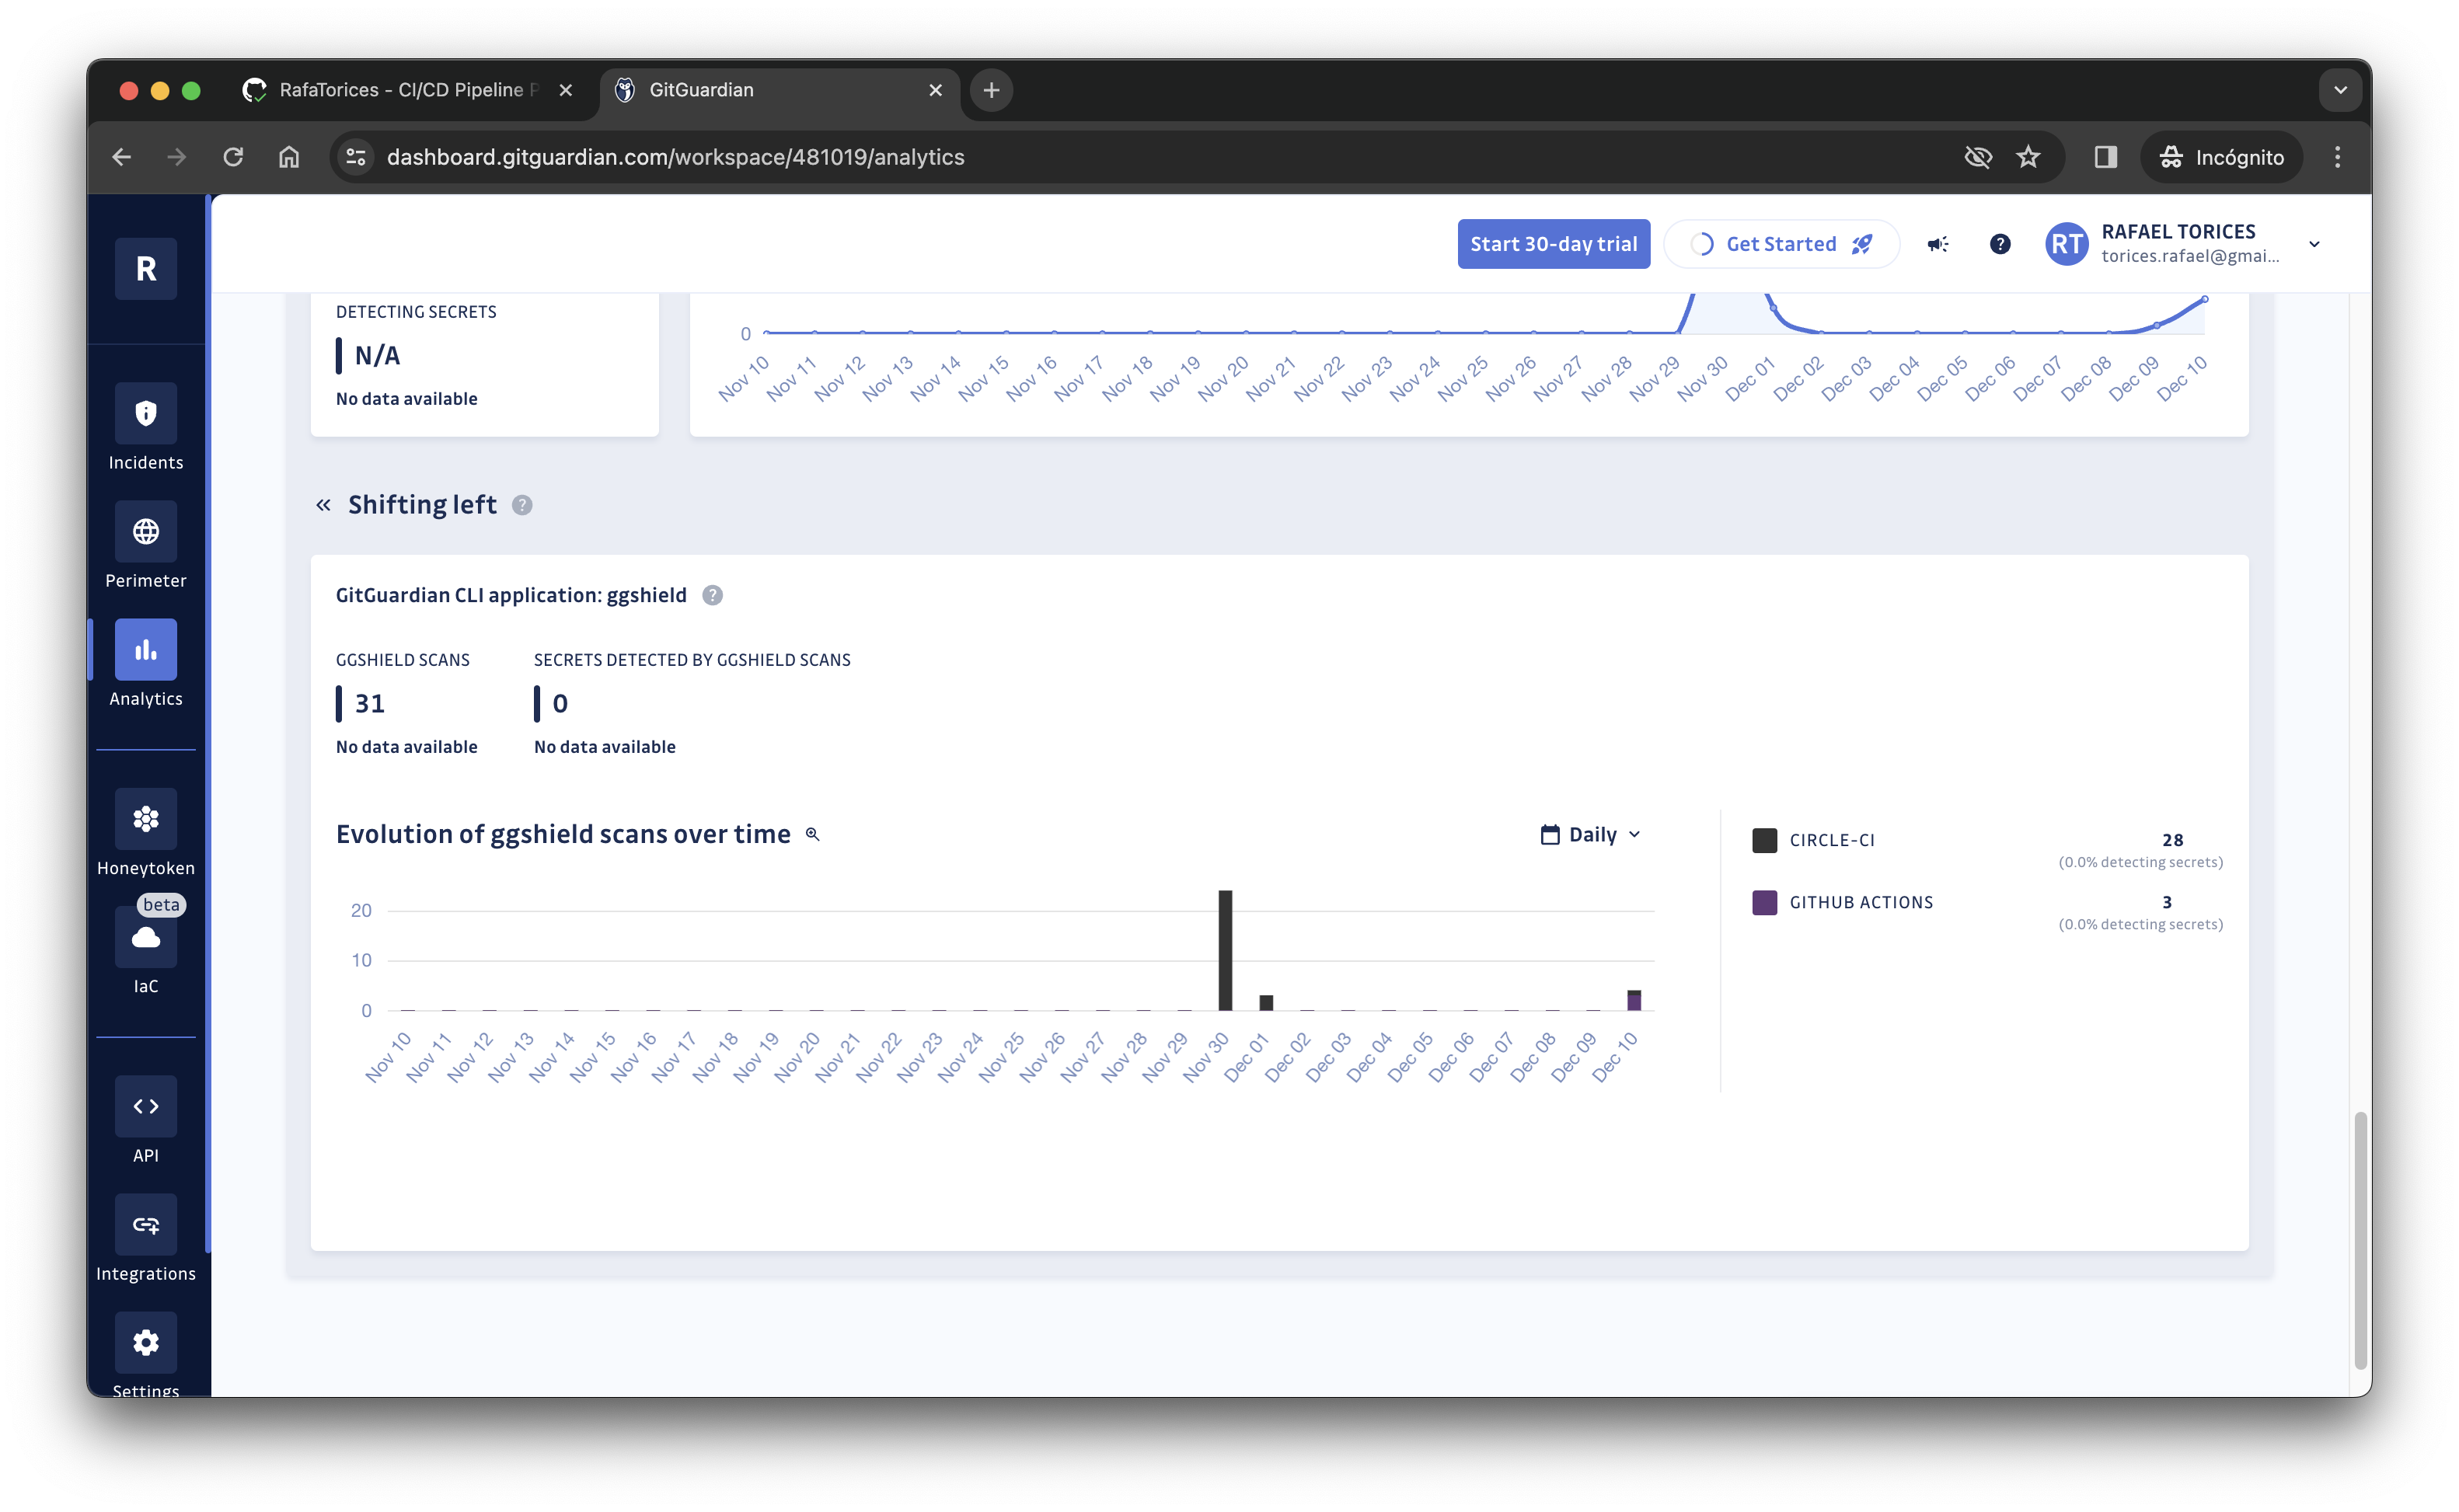 RafaTorices - CI/CD Pipeline P
GitGuardian
dashboard.gitguardian.com/workspace/481019/analytics
Incógnito
R
Start 30-day trial
Get Started
?
RT
RAFAEL TORICES
torices.rafael@gmai...
Incidents
Perimeter
Analytics
Honeytoken
beta
IaC
API
Integrations
Settings
DETECTING SECRETS
N/A
No data available
0
Nov 10 Nov 11 Nov 12 Nov 13 Nov 14 Nov 15 Nov 16 Nov 17 Nov 18 Nov 19 Nov 20 Nov 21 Nov 22 Nov 23 Nov 24 Nov 25 Nov 26 Nov 27 Nov 28 Nov 29 Nov 30 Dec 01 Dec 02 Dec 03 Dec 04 Dec 05 Dec 06 Dec 07 Dec 08 Dec 09 Dec 10
Shifting left ?
GitGuardian CLI application: ggshield ?
GGSHIELD SCANS
31
No data available
SECRETS DETECTED BY GGSHIELD SCANS
0
No data available
Evolution of ggshield scans over time
Daily
20
10
0
Nov 10 Nov 11 Nov 12 Nov 13 Nov 14 Nov 15 Nov 16 Nov 17 Nov 18 Nov 19 Nov 20 Nov 21 Nov 22 Nov 23 Nov 24 Nov 25 Nov 26 Nov 27 Nov 28 Nov 29 Nov 30 Dec 01 Dec 02 Dec 03 Dec 04 Dec 05 Dec 06 Dec 07 Dec 08 Dec 09 Dec 10
CIRCLE-CI 28
(0.0% detecting secrets)
GITHUB ACTIONS 3
(0.0% detecting secrets)